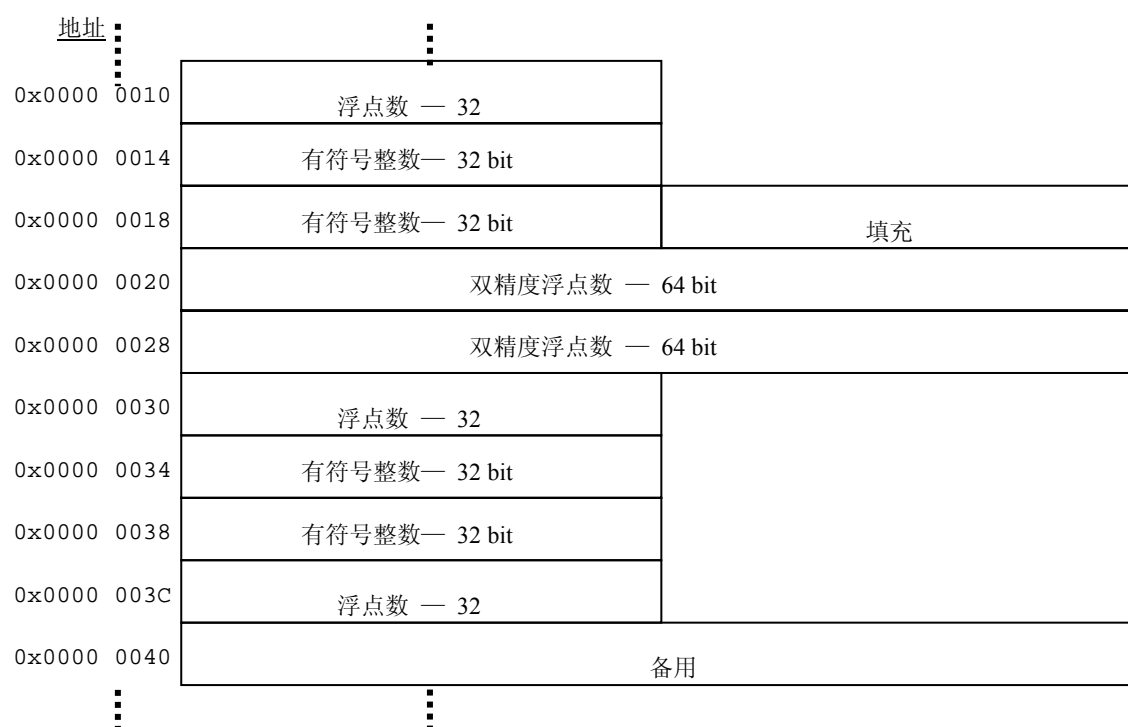 地址
0x0000 0010 浮点数 — 32
0x0000 0014 有符号整数— 32 bit
0x0000 0018 有符号整数— 32 bit 填充
0x0000 0020 双精度浮点数 — 64 bit
0x0000 0028 双精度浮点数 — 64 bit
0x0000 0030 浮点数 — 32
0x0000 0034 有符号整数— 32 bit
0x0000 0038 有符号整数— 32 bit
0x0000 003C 浮点数 — 32
0x0000 0040 备用